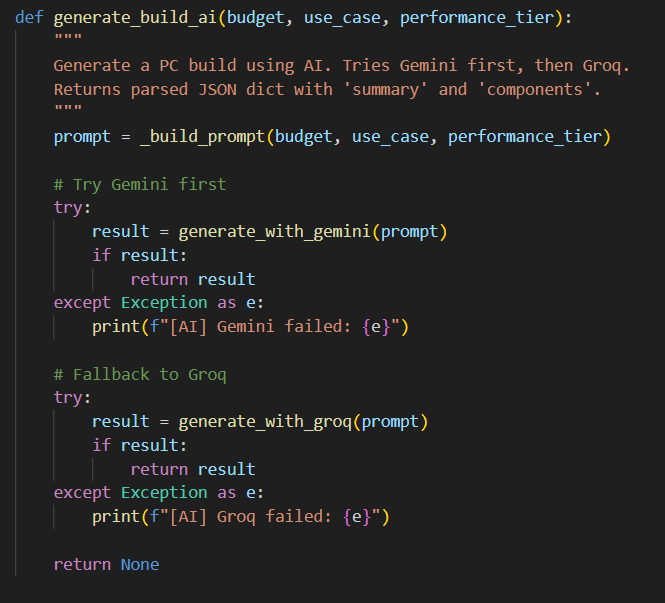 def generate_build_ai(budget, use_case, performance_tier):
    """
    Generate a PC build using AI. Tries Gemini first, then Groq.
    Returns parsed JSON dict with 'summary' and 'components'.
    """
    prompt = _build_prompt(budget, use_case, performance_tier)

    # Try Gemini first
    try:
        result = generate_with_gemini(prompt)
        if result:
            return result
    except Exception as e:
        print(f"[AI] Gemini failed: {e}")

    # Fallback to Groq
    try:
        result = generate_with_groq(prompt)
        if result:
            return result
    except Exception as e:
        print(f"[AI] Groq failed: {e}")

    return None